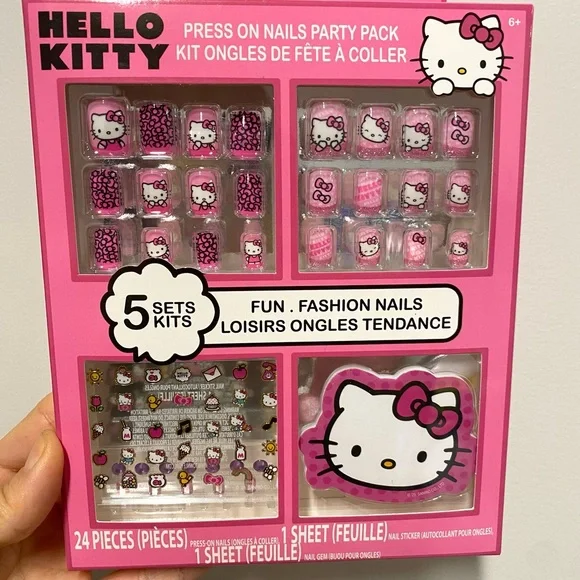 HELLO
KITTY
PRESS ON NAILS PARTY PACK
KIT ONGLES DE FÊTE À COLLER
6+
5 SETS
KITS
FUN . FASHION NAILS
LOISIRS ONGLES TENDANCE
24 PIECES (PIÈCES) PRESS-ON NAILS (ONGLES À COLLER) 1 SHEET (FEUILLE) NAIL STICKER (AUTOCOLLANT POUR ONGLES),
1 SHEET (FEUILLE) NAIL GEM (BIJOU POUR ONGLES)